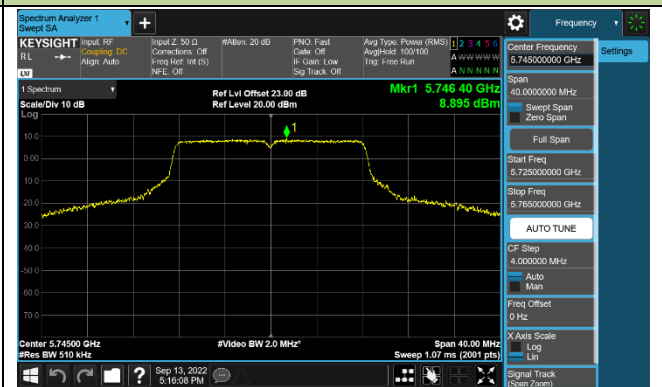 Spectrum Analyzer 1
Swept SA
+
Frequency
KEYSIGHT
RL
LXI
Input: RF
Coupling: DC
Align: Auto
Input Z: 50 Ω
Corrections: Off
Freq Ref: Int (S)
NFE: Off
#Atten: 20 dB
PNO: Fast
Gate: Off
IF Gain: Low
Sig Track: Off
Avg Type: Power (RMS)
Avg|Hold: 100/100
Trig: Free Run
1 2 3 4 5 6
A W W W W W
A N N N N N
1 Spectrum
Scale/Div 10 dB
Log
Ref Lvl Offset 23.00 dB
Ref Level 20.00 dBm
Mkr1 5.746 40 GHz
8.895 dBm
1
10.0
0.00
-10.0
-20.0
-30.0
-40.0
-50.0
-60.0
-70.0
Center 5.74500 GHz
#Res BW 510 kHz
#Video BW 2.0 MHz*
Span 40.00 MHz
Sweep 1.07 ms (2001 pts)
Center Frequency
5.745000000 GHz
Settings
Span
40.0000000 MHz
Swept Span
Zero Span
Full Span
Start Freq
5.725000000 GHz
Stop Freq
5.765000000 GHz
AUTO TUNE
CF Step
4.000000 MHz
Auto
Man
Freq Offset
0 Hz
X Axis Scale
Log
Lin
Signal Track
(Span Zoom)
?
Sep 13, 2022
5:16:08 PM